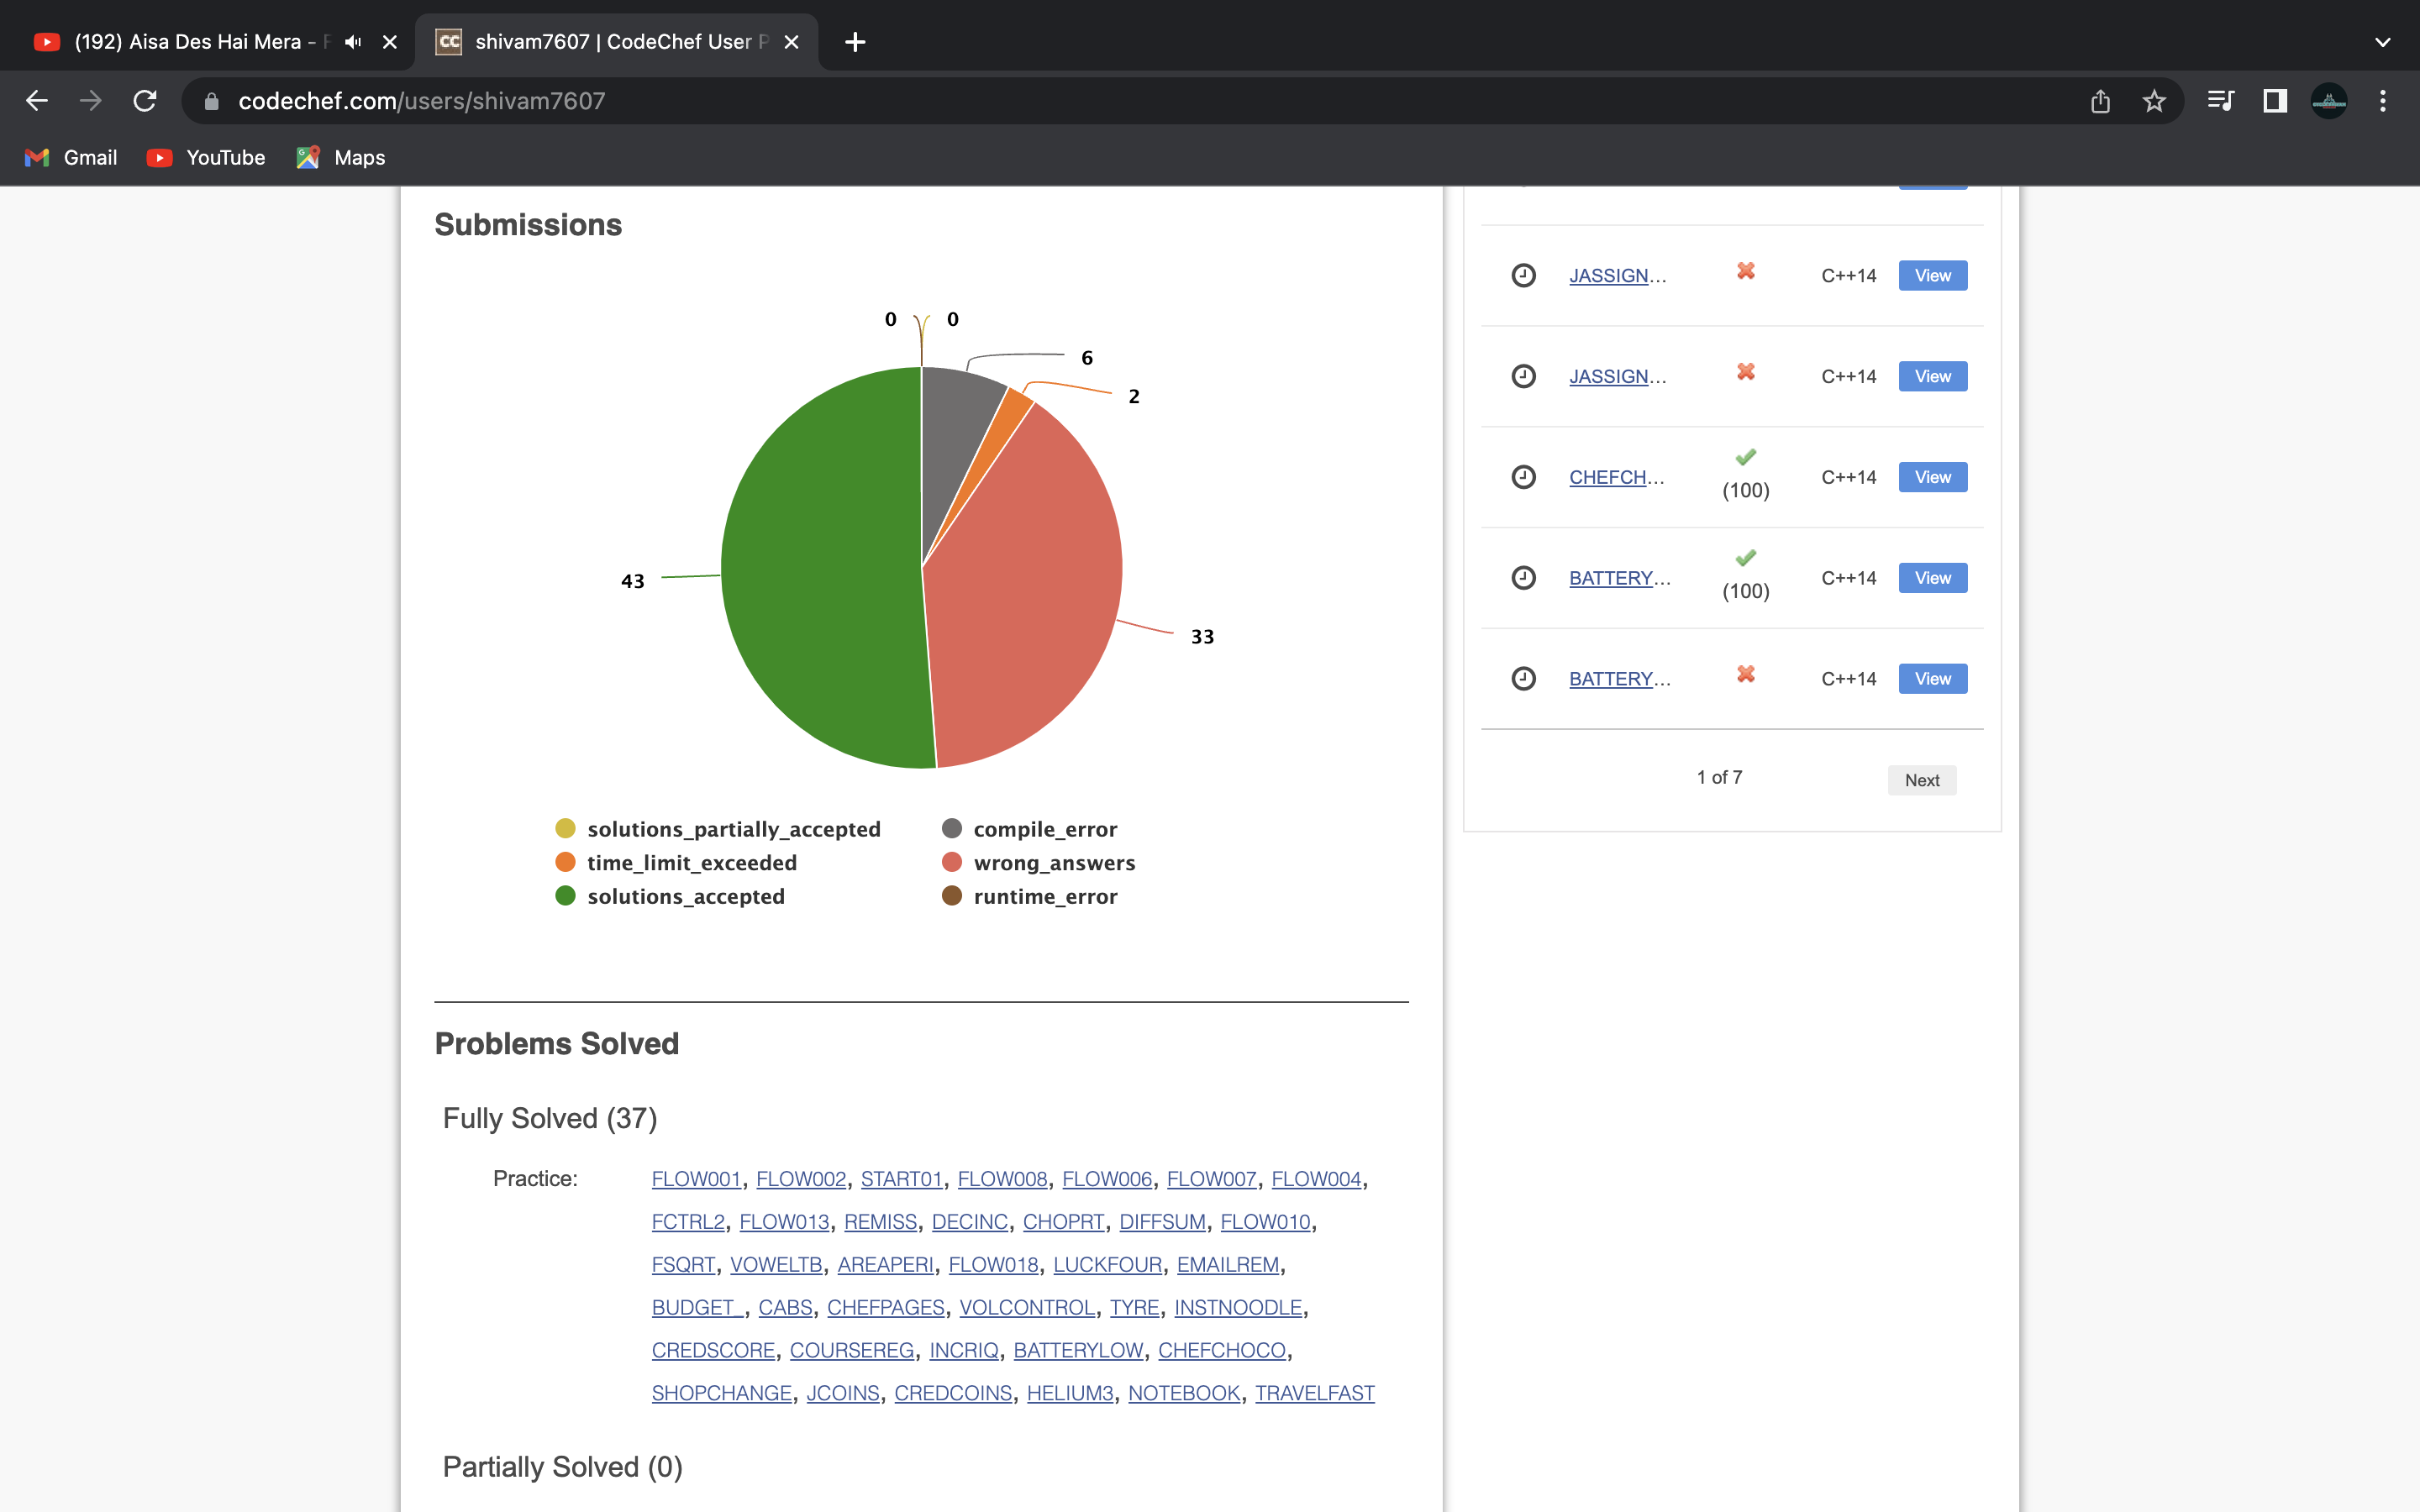 (192) Aisa Des Hai Mera - F
shivam7607 | CodeChef User P
codechef.com/users/shivam7607
Gmail
YouTube
Maps
Submissions
0
0
6
2
43
33
solutions_partially_accepted
compile_error
time_limit_exceeded
wrong_answers
solutions_accepted
runtime_error
Problems Solved
Fully Solved (37)
Practice:
FLOW001, FLOW002, START01, FLOW008, FLOW006, FLOW007, FLOW004,
FCTRL2, FLOW013, REMISS, DECINC, CHOPRT, DIFFSUM, FLOW010,
FSQRT, VOWELTB, AREAPERI, FLOW018, LUCKFOUR, EMAILREM,
BUDGET_, CABS, CHEFPAGES, VOLCONTROL, TYRE, INSTNOODLE,
CREDSCORE, COURSEREG, INCRIQ, BATTERYLOW, CHEFCHOCO,
SHOPCHANGE, JCOINS, CREDCOINS, HELIUM3, NOTEBOOK, TRAVELFAST
Partially Solved (0)
JASSIGN... C++14 View
JASSIGN... C++14 View
CHEFCH... (100) C++14 View
BATTERY... (100) C++14 View
BATTERY... C++14 View
1 of 7
Next